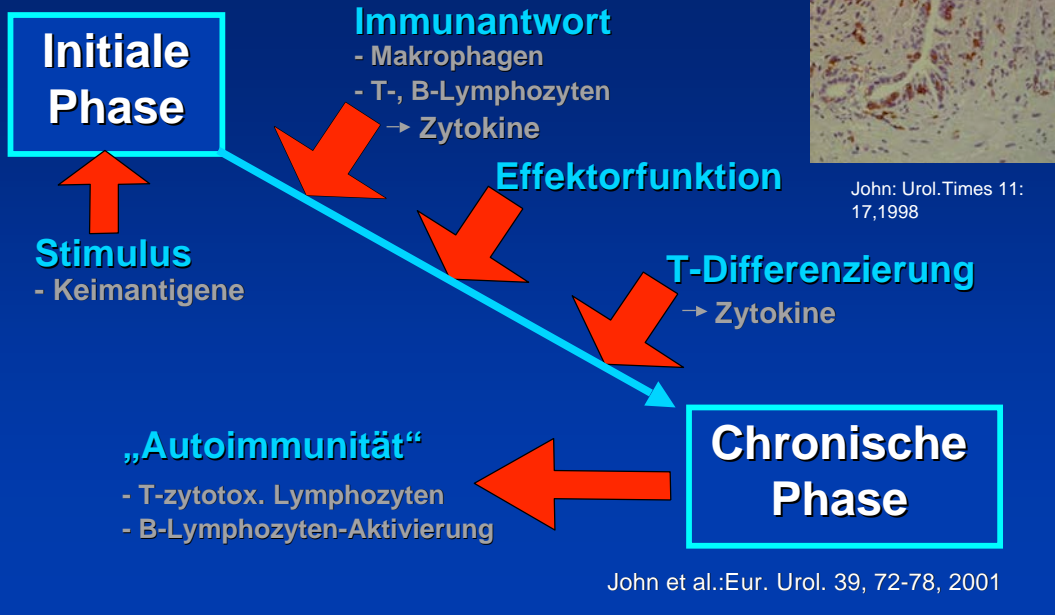 Initiale
Phase
Immunantwort
- Makrophagen
- T-, B-Lymphozyten
→ Zytokine
Effektorfunktion
John: Urol.Times 11:
17,1998
Stimulus
- Keimantigene
T-Differenzierung
→ Zytokine
„Autoimmunität“
- T-zytotox. Lymphozyten
- B-Lymphozyten-Aktivierung
Chronische
Phase
John et al.:Eur. Urol. 39, 72-78, 2001